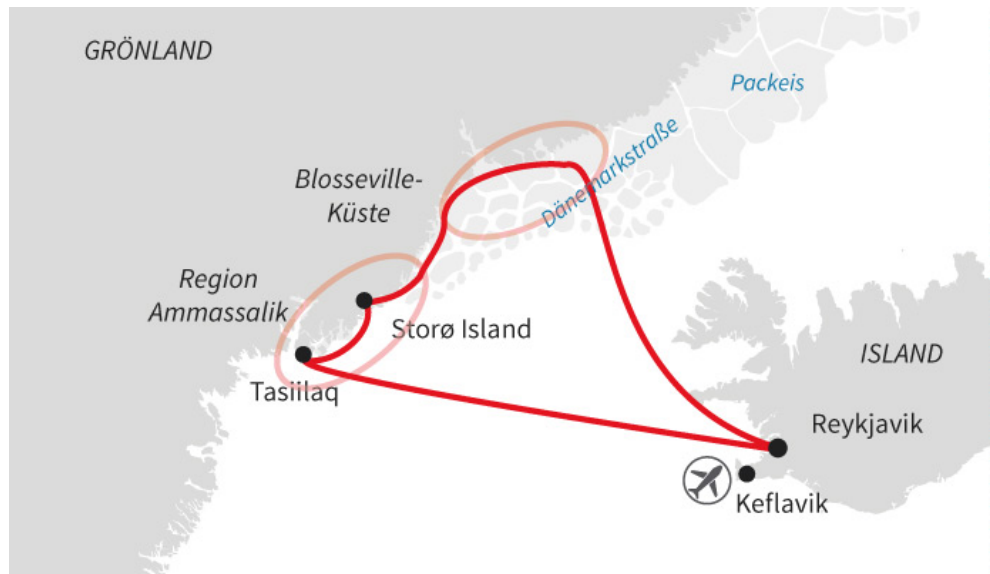 GRÖNLAND
Packeis
Dänemarkstraße
Blosseville-
Küste
Region
Ammassalik
Storø Island
ISLAND
Tasiilaq
Reykjavik
Keflavik